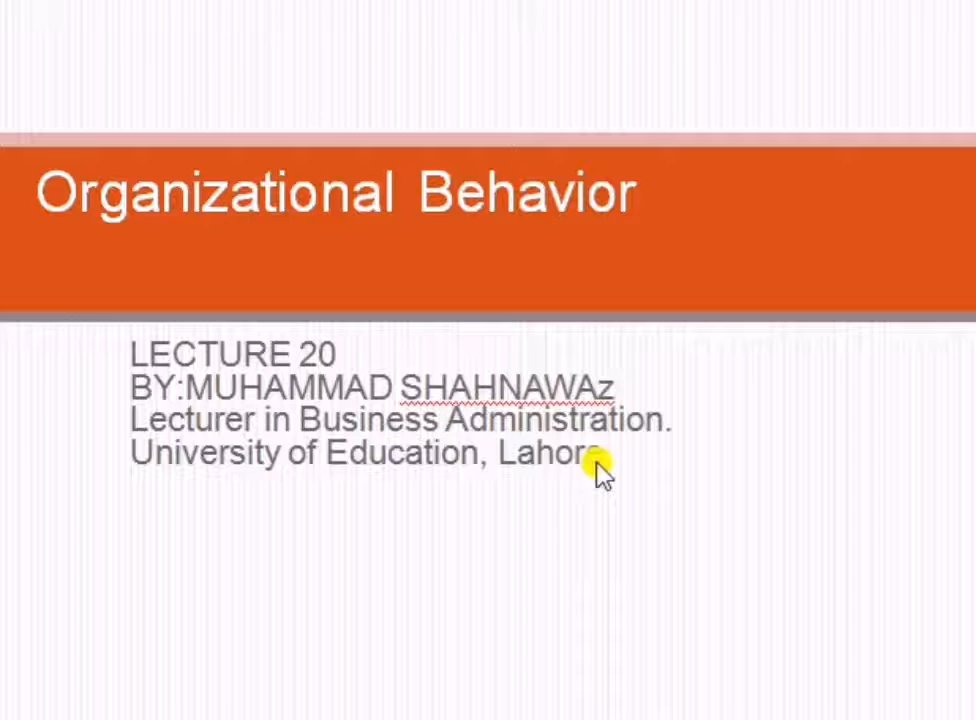 Organizational Behavior
LECTURE 20
BY:MUHAMMAD SHAHNAWAz
Lecturer in Business Administration.
University of Education, Lahore